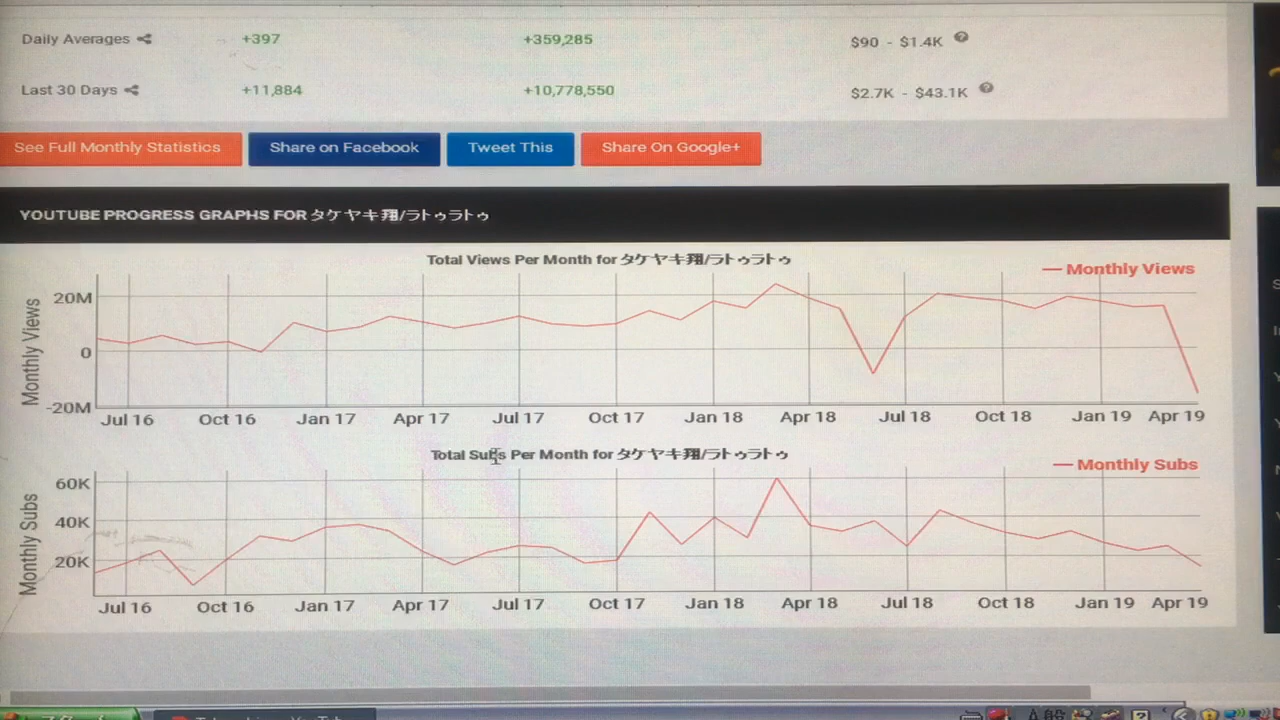 Daily Averages +397 +359,285 $90 - $1.4K
Last 30 Days +11,884 +10,778,550 $2.7K - $43.1K
See Full Monthly Statistics Share on Facebook Tweet This Share On Google+
YOUTUBE PROGRESS GRAPHS FOR タケヤキ翔/ラトゥラトゥ
Total Views Per Month for タケヤキ翔/ラトゥラトゥ
Monthly Views
Monthly Views
20M
0
-20M
Jul 16 Oct 16 Jan 17 Apr 17 Jul 17 Oct 17 Jan 18 Apr 18 Jul 18 Oct 18 Jan 19 Apr 19
Total Subs Per Month for タケヤキ翔/ラトゥラトゥ
Monthly Subs
Monthly Subs
60K
40K
20K
Jul 16 Oct 16 Jan 17 Apr 17 Jul 17 Oct 17 Jan 18 Apr 18 Jul 18 Oct 18 Jan 19 Apr 19
A 般